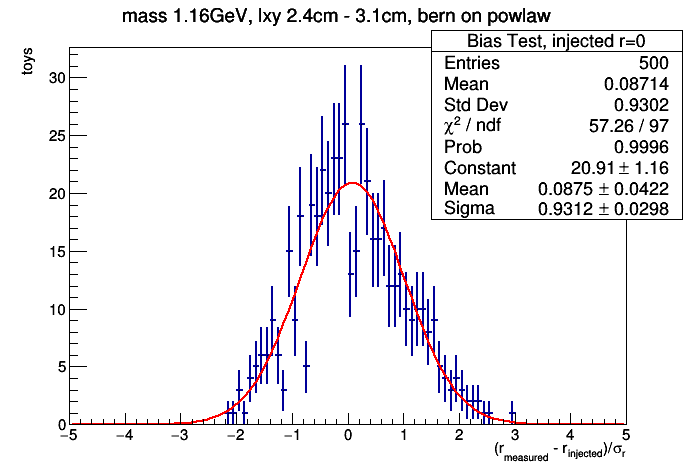 mass 1.16GeV, lxy 2.4cm - 3.1cm, bern on powlaw
toys
Bias Test, injected r=0
Entries 500
Mean 0.08714
Std Dev 0.9302
χ² / ndf 57.26 / 97
Prob 0.9996
Constant 20.91 ± 1.16
Mean 0.0875 ± 0.0422
Sigma 0.9312 ± 0.0298
30
25
20
15
10
5
0
−5 −4 −3 −2 −1 0 1 2 3 4 5
(r_measured - r_injected)/σ_r